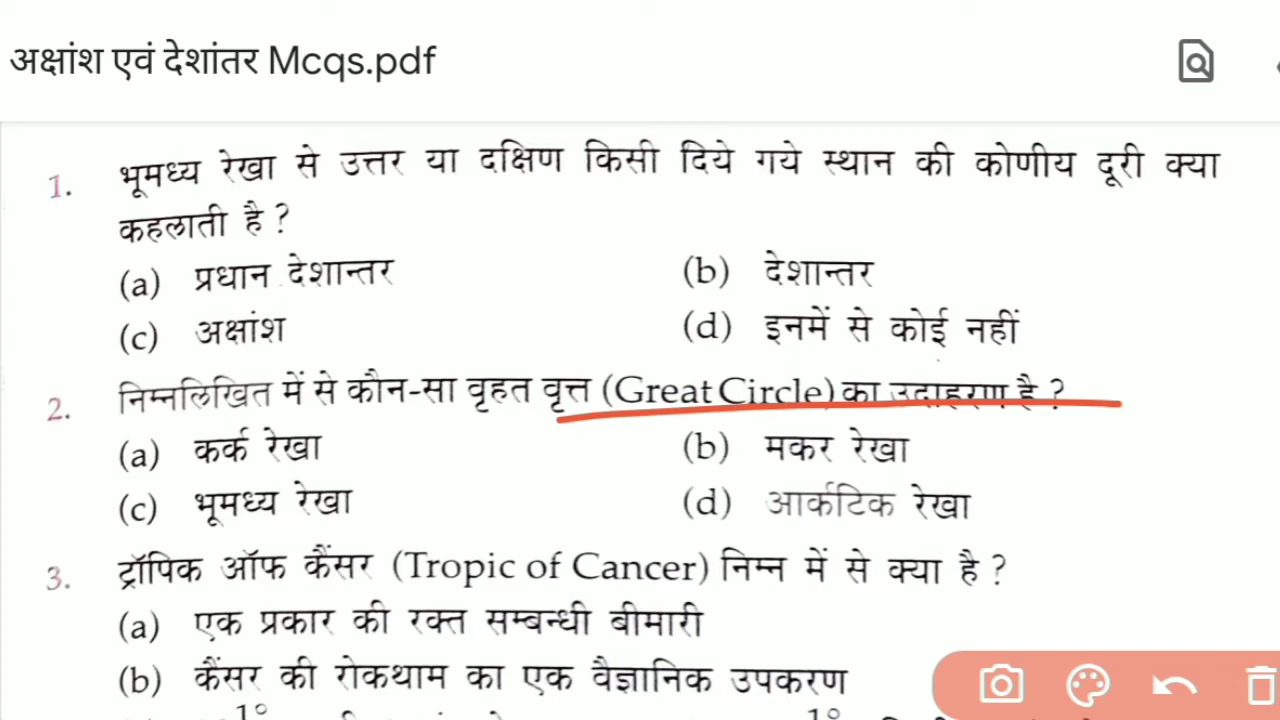 अक्षांश एवं देशांतर Mcqs.pdf
1. भूमध्य रेखा से उत्तर या दक्षिण किसी दिये गये स्थान की कोणीय दूरी क्या
कहलाती है ?
(a) प्रधान देशान्तर (b) देशान्तर
(c) अक्षांश (d) इनमें से कोई नहीं
2. निम्नलिखित में से कौन-सा वृहत वृत्त (Great Circle) का उदाहरण है ?
(a) कर्क रेखा (b) मकर रेखा
(c) भूमध्य रेखा (d) आर्कटिक रेखा
3. ट्रॉपिक ऑफ कैंसर (Tropic of Cancer) निम्न में से क्या है ?
(a) एक प्रकार की रक्त सम्बन्धी बीमारी
(b) कैंसर की रोकथाम का एक वैज्ञानिक उपकरण